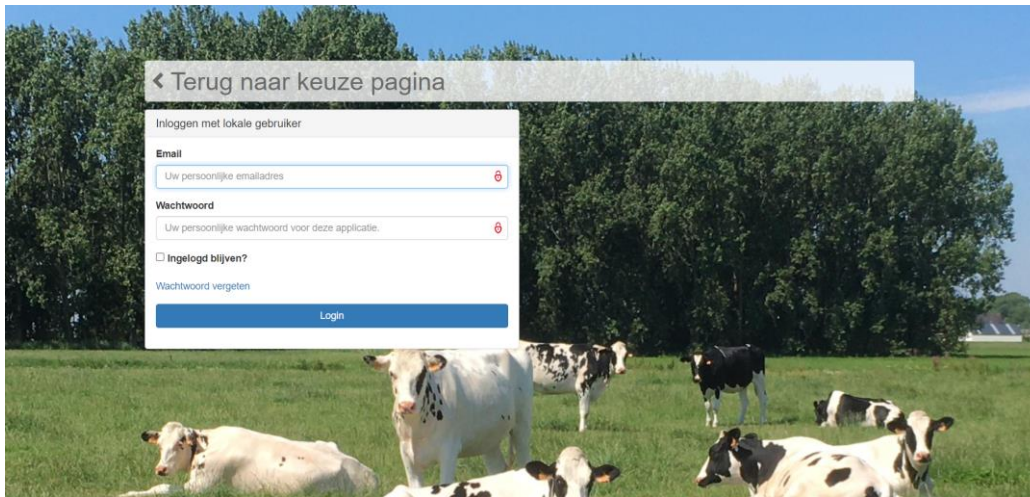 Terug naar keuze pagina
Inloggen met lokale gebruiker
Email
Uw persoonlijke emailadres
Wachtwoord
Uw persoonlijke wachtwoord voor deze applicatie.
Ingelogd blijven?
Wachtwoord vergeten
Login